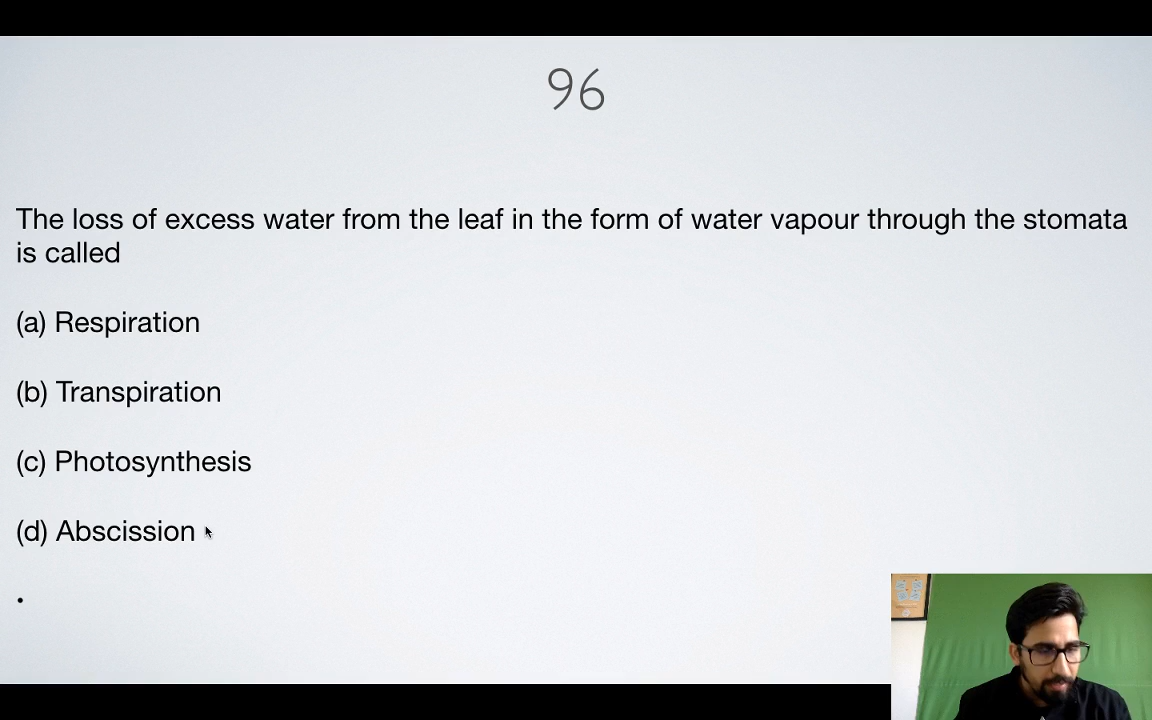 96
The loss of excess water from the leaf in the form of water vapour through the stomata
is called
(a) Respiration
(b) Transpiration
(c) Photosynthesis
(d) Abscission
.